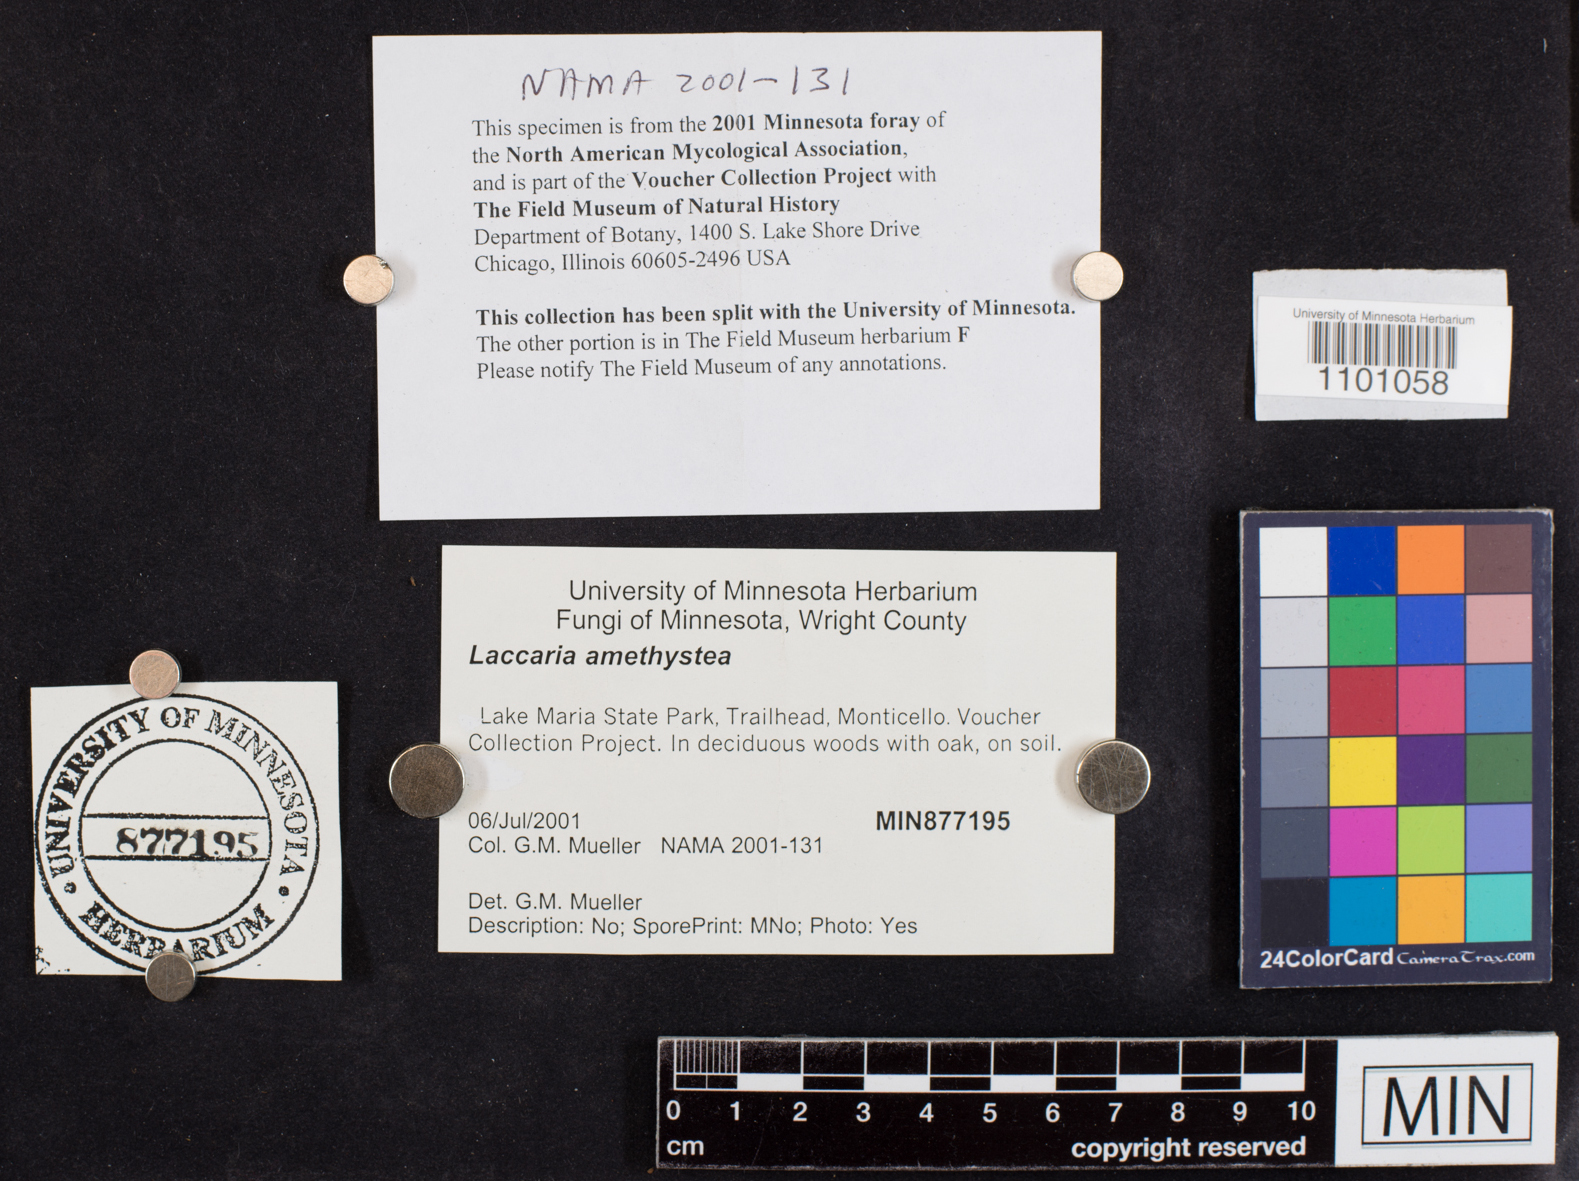 NAMA 2001-131
This specimen is from the 2001 Minnesota foray of
the North American Mycological Association,
and is part of the Voucher Collection Project with
The Field Museum of Natural History
Department of Botany, 1400 S. Lake Shore Drive
Chicago, Illinois 60605-2496 USA
This collection has been split with the University of Minnesota.
The other portion is in The Field Museum herbarium F
Please notify The Field Museum of any annotations.
University of Minnesota Herbarium
1101058
University of Minnesota Herbarium
Fungi of Minnesota, Wright County
Laccaria amethystea
Lake Maria State Park, Trailhead, Monticello. Voucher
Collection Project. In deciduous woods with oak, on soil.
06/Jul/2001 MIN877195
Col. G.M. Mueller NAMA 2001-131
Det. G.M. Mueller
Description: No; SporePrint: MNo; Photo: Yes
UNIVERSITY OF MINNESOTA
877195
HERBARIUM
24ColorCard CameraTrax.com
0 1 2 3 4 5 6 7 8 9 10
cm copyright reserved
MIN